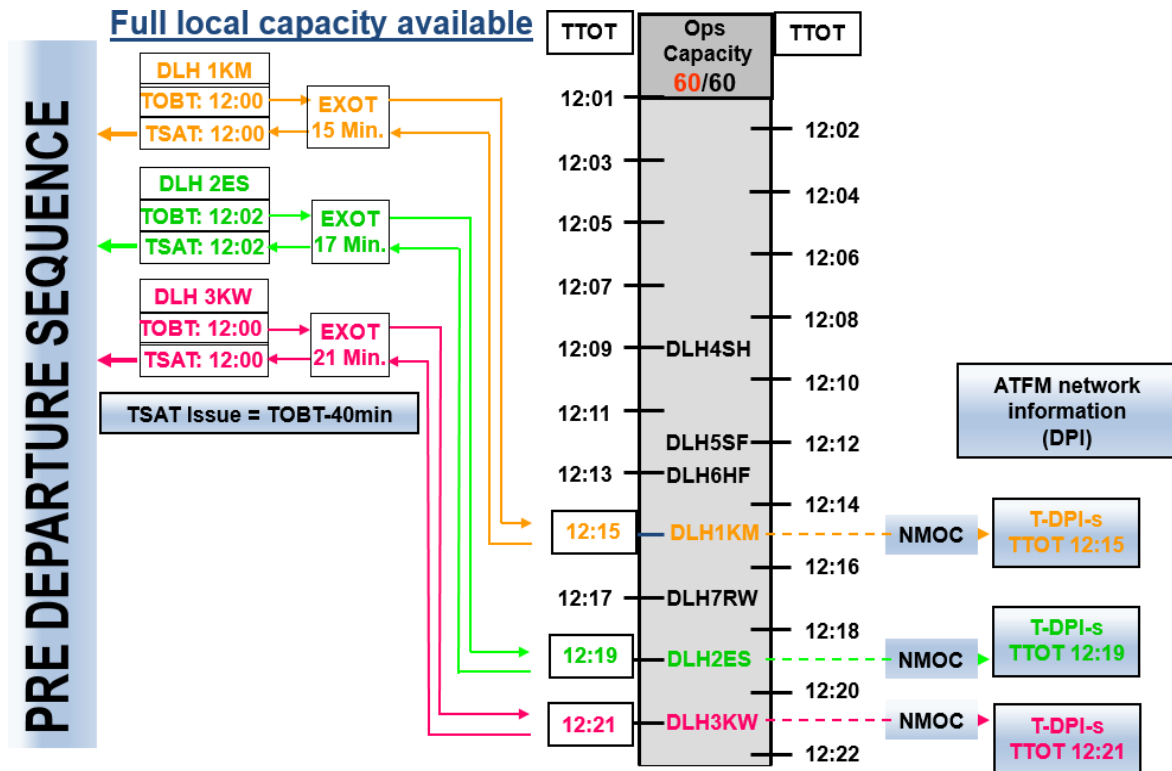 Full local capacity available
PRE DEPARTURE SEQUENCE
DLH 1KM
TOBT: 12:00
TSAT: 12:00
EXOT
15 Min.
DLH 2ES
TOBT: 12:02
TSAT: 12:02
EXOT
17 Min.
DLH 3KW
TOBT: 12:00
TSAT: 12:00
EXOT
21 Min.
TSAT Issue = TOBT-40min
TTOT
Ops
Capacity
60/60
TTOT
12:01
12:02
12:03
12:04
12:05
12:06
12:07
12:08
12:09 DLH4SH
12:10
12:11
DLH5SF 12:12
12:13 DLH6HF
12:14
12:15 DLH1KM
12:16
12:17 DLH7RW
12:18
12:19 DLH2ES
12:20
12:21 DLH3KW
12:22
ATFM network
information
(DPI)
NMOC
T-DPI-s
TTOT 12:15
NMOC
T-DPI-s
TTOT 12:19
NMOC
T-DPI-s
TTOT 12:21